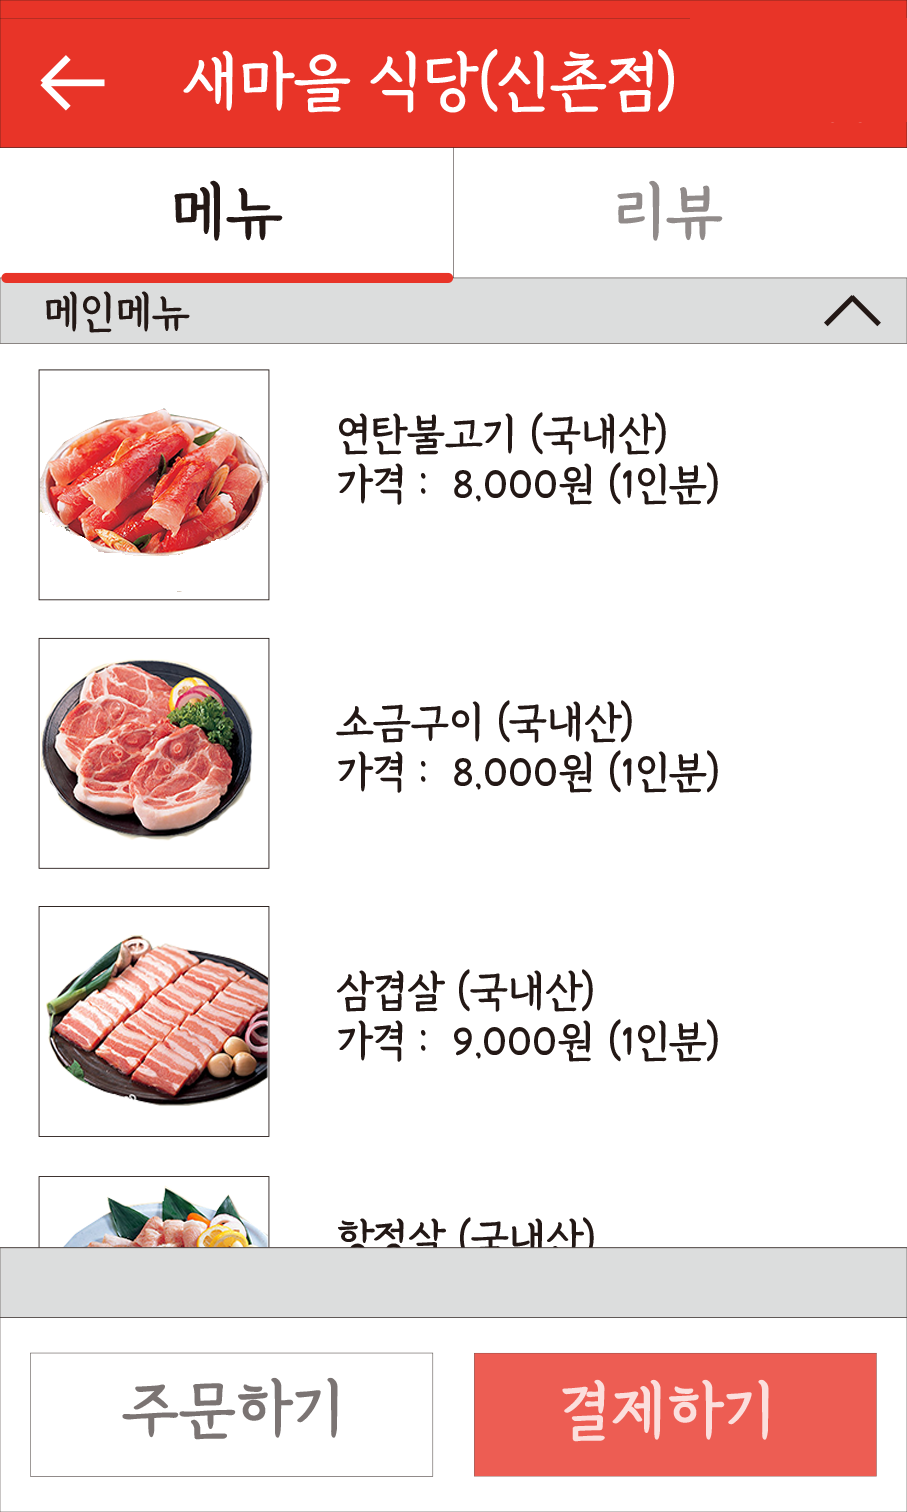 새마을 식당(신촌점)
메뉴
리뷰
메인메뉴
연탄불고기 (국내산)
가격 : 8,000원 (1인분)
소금구이 (국내산)
가격 : 8,000원 (1인분)
삼겹살 (국내산)
가격 : 9,000원 (1인분)
항정살 (국내산)
주문하기
결제하기